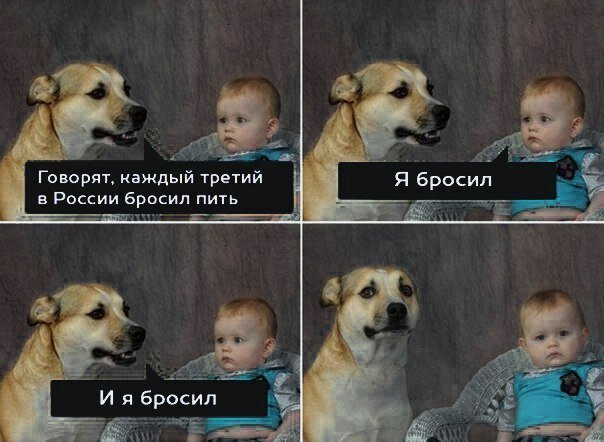 Говорят, каждый третий
в России бросил пить
Я бросил
И я бросил